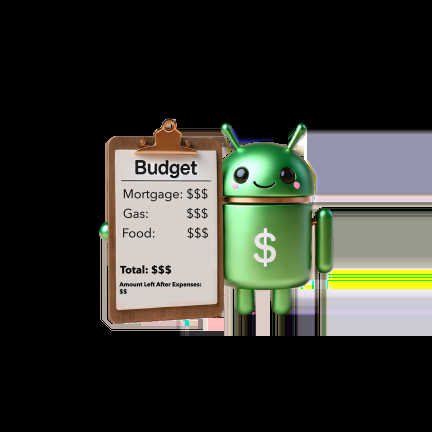 Budget
Mortgage: $$$
Gas: $$$
Food: $$$
Total: $$$
Amount Left After Expenses:
$$
$